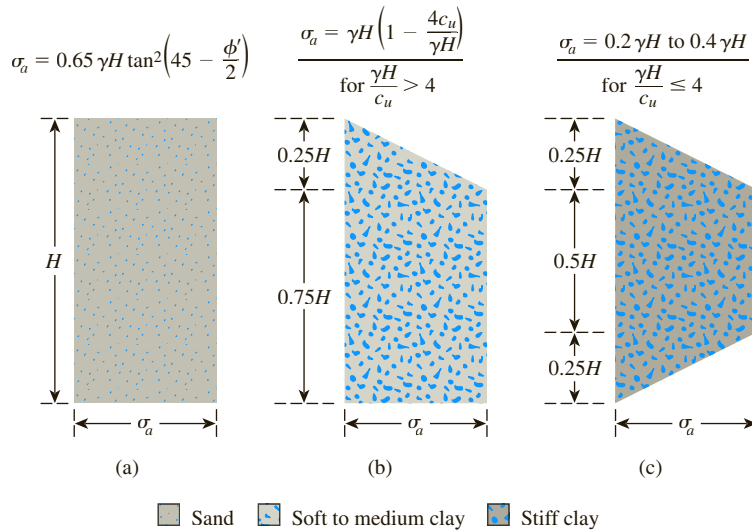 σₐ = 0.65 γH tan²(45 − ϕ′/2)
σₐ = γH(1 − 4cᵤ/γH)
for γH/cᵤ > 4
σₐ = 0.2 γH to 0.4 γH
for γH/cᵤ ≤ 4
H
0.25H
0.75H
0.25H
0.5H
0.25H
σₐ
σₐ
σₐ
(a)
(b)
(c)
Sand
Soft to medium clay
Stiff clay